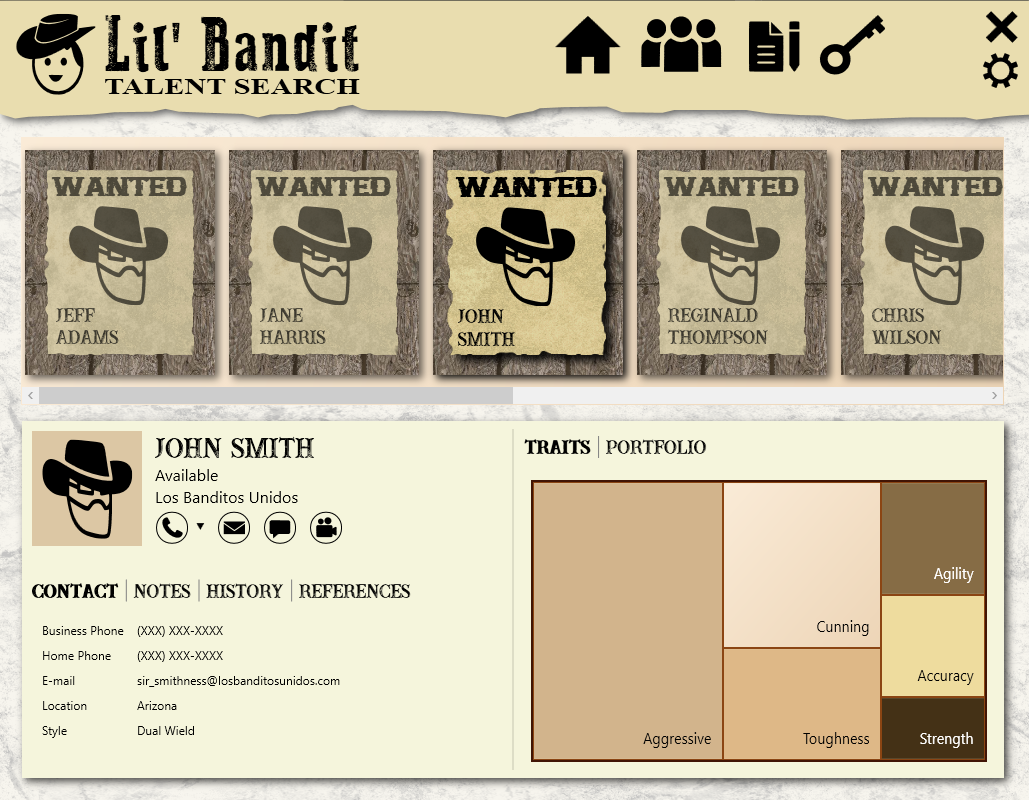 Lil' Bandit
TALENT SEARCH
WANTED
JEFF
ADAMS
WANTED
JANE
HARRIS
WANTED
JOHN
SMITH
WANTED
REGINALD
THOMPSON
WANTED
CHRIS
WILSON
JOHN SMITH
Available
Los Banditos Unidos
CONTACT | NOTES | HISTORY | REFERENCES
Business Phone (XXX) XXX-XXXX
Home Phone (XXX) XXX-XXXX
E-mail sir_smithness@losbanditosunidos.com
Location Arizona
Style Dual Wield
TRAITS | PORTFOLIO
Aggressive
Cunning
Toughness
Agility
Accuracy
Strength